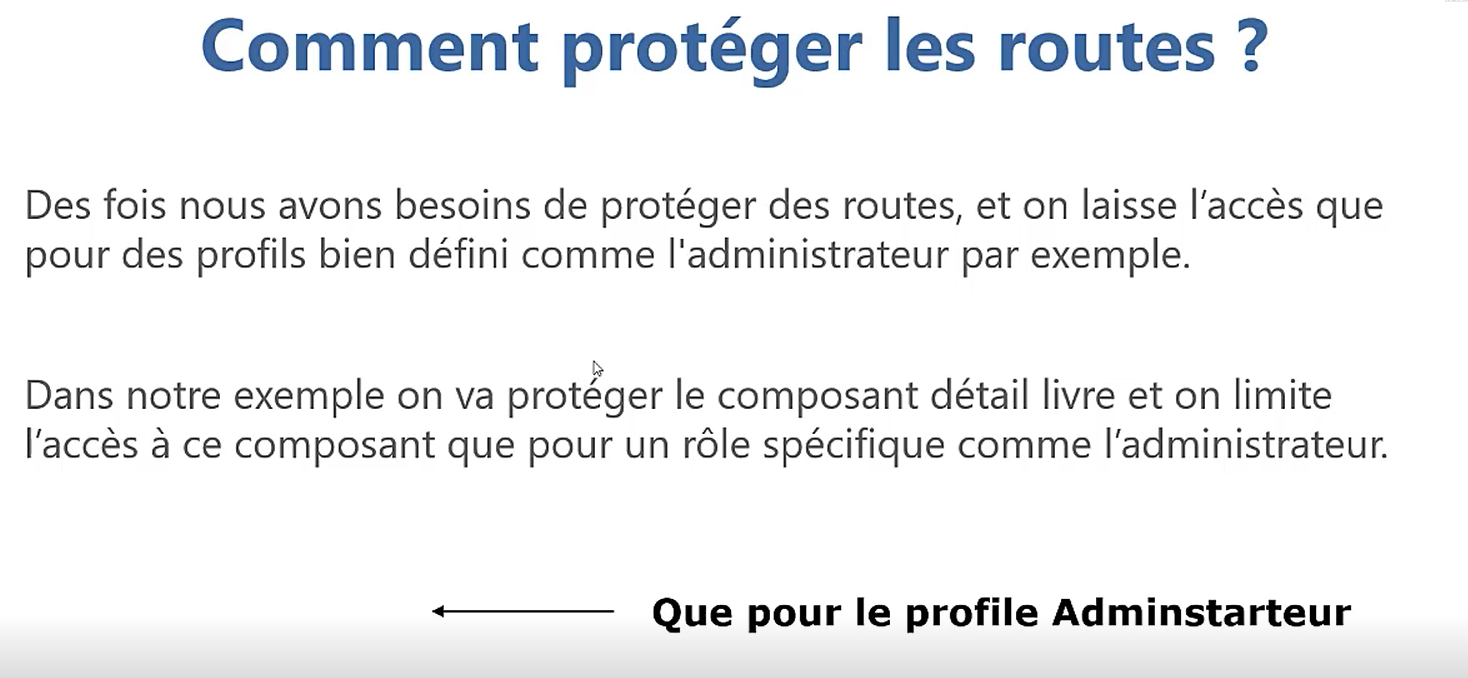 Comment protéger les routes ?
Des fois nous avons besoins de protéger des routes, et on laisse l’accès que
pour des profils bien défini comme l'administrateur par exemple.
Dans notre exemple on va protéger le composant détail livre et on limite
l’accès à ce composant que pour un rôle spécifique comme l’administrateur.
Que pour le profile Adminstarteur